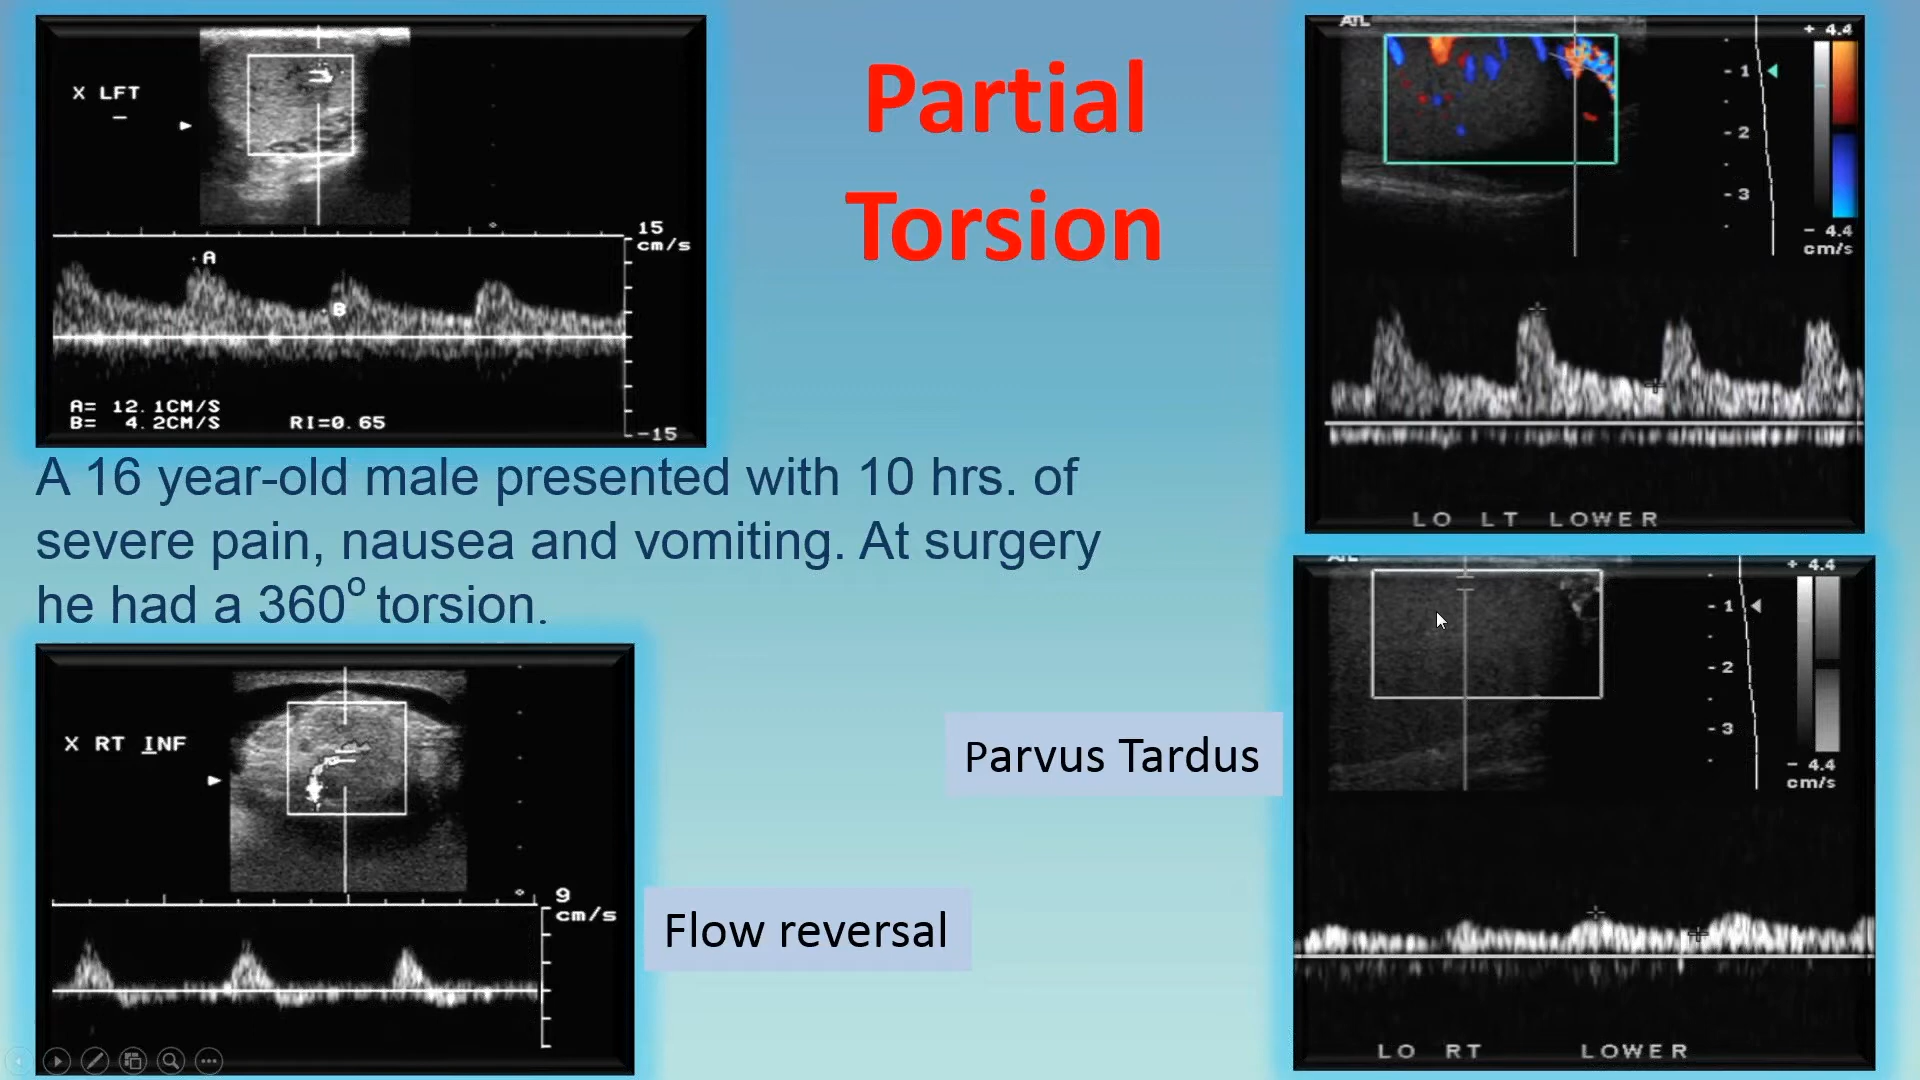 X LFT
15
cm/s
A
B
A= 12.1CM/S
B= 4.2CM/S RI=0.65
-15
Partial
Torsion
ATL
+ 4.4
- 1
- 2
- 3
- 4.4
cm/s
LO LT LOWER
A 16 year-old male presented with 10 hrs. of
severe pain, nausea and vomiting. At surgery
he had a 360º torsion.
X RT INF
9
cm/s
Flow reversal
Parvus Tardus
ATL
+ 4.4
- 1
- 2
- 3
- 4.4
cm/s
LO RT LOWER